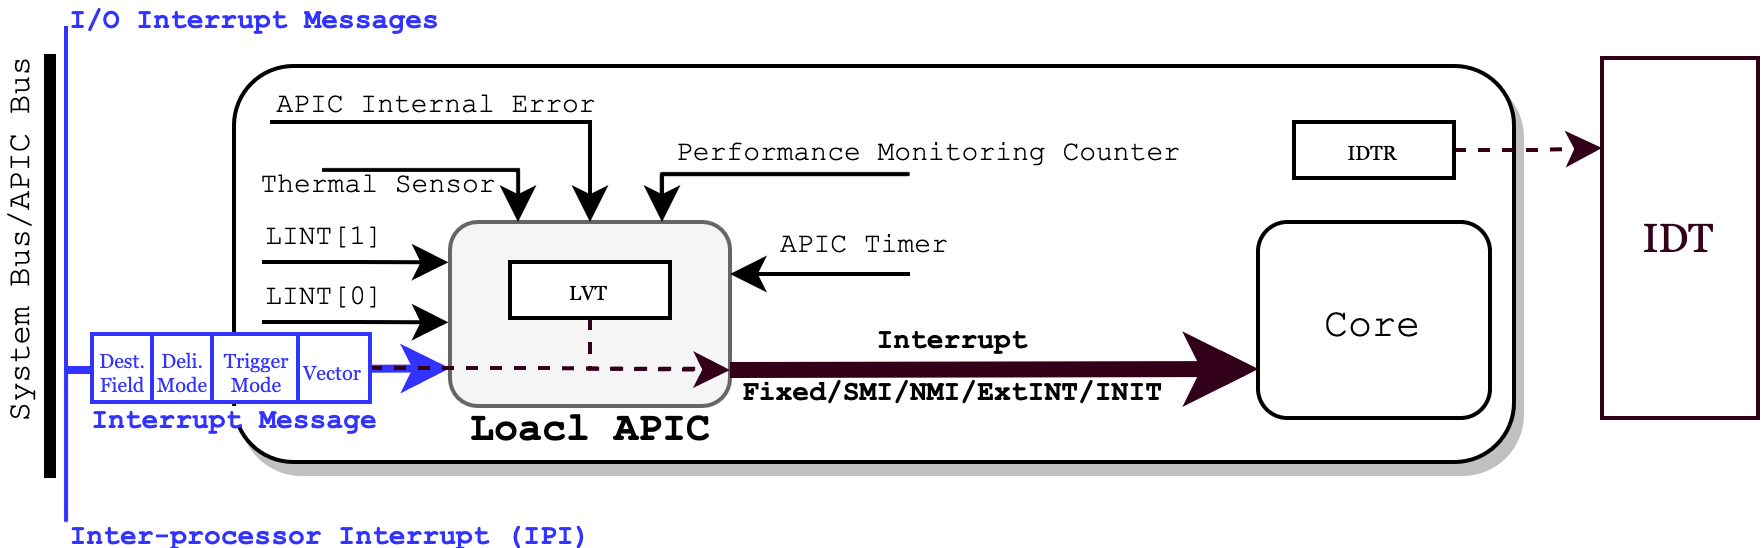 I/O Interrupt Messages
System Bus/APIC Bus
APIC Internal Error
Performance Monitoring Counter
Thermal Sensor
LINT[1]
APIC Timer
LINT[0]
LVT
IDTR
IDT
Core
Dest. Field
Deli. Mode
Trigger Mode
Vector
Interrupt Message
Interrupt
Fixed/SMI/NMI/ExtINT/INIT
Loacl APIC
Inter-processor Interrupt (IPI)